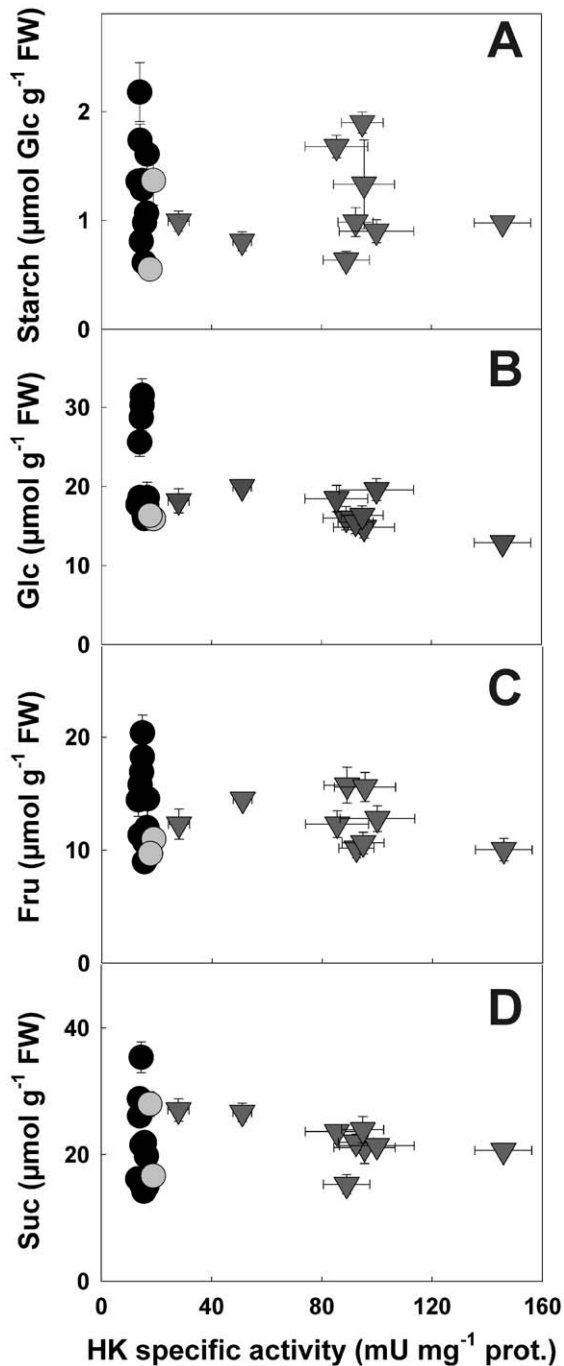 A
Starch (µmol Glc g⁻¹ FW)
2
1
0
B
Glc (µmol g⁻¹ FW)
30
20
10
0
C
Fru (µmol g⁻¹ FW)
20
10
0
D
Suc (µmol g⁻¹ FW)
40
20
0
0 40 80 120 160
HK specific activity (mU mg⁻¹ prot.)